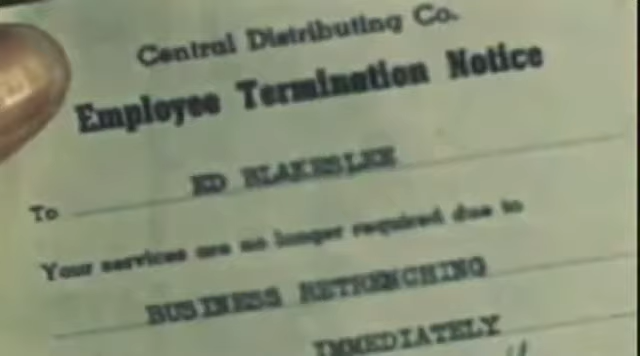 Central Distributing Co.
Employee Termination Notice
To ED BLAKESLEE
Your services are no longer required due to
BUSINESS RETRENCHING
IMMEDIATELY